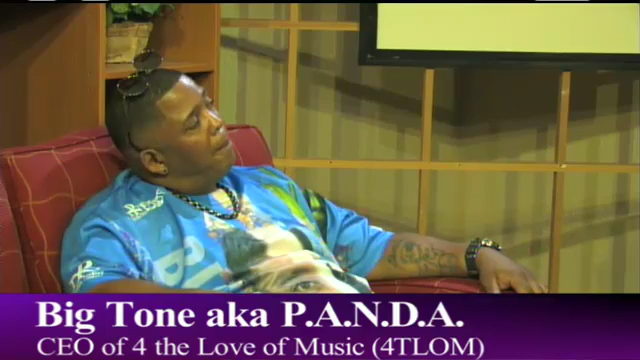 Big Tone aka P.A.N.D.A.
CEO of 4 the Love of Music (4TLOM)